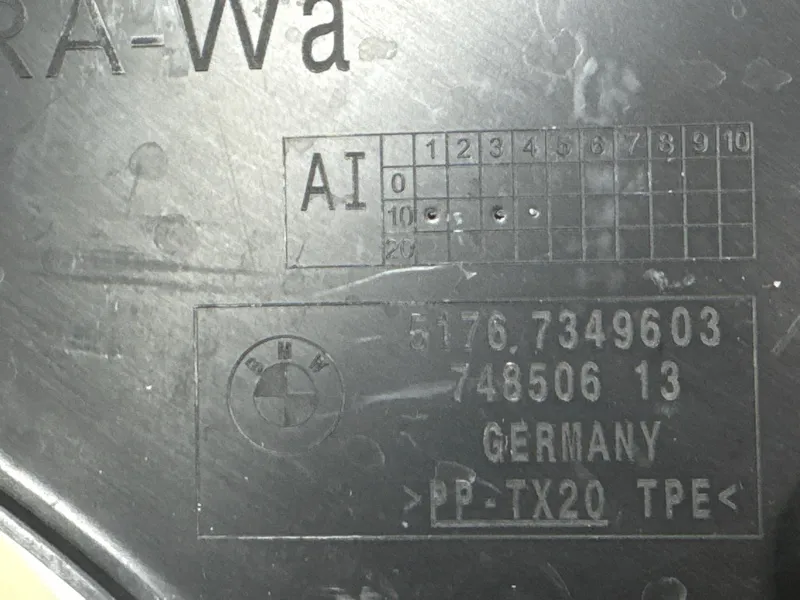 RA-Wa
AI
1 2 3 4 5 6 7 8 9 10
0
10
20
BMW
5176.7349603
748506 13
GERMANY
>PP-TX20 TPE<